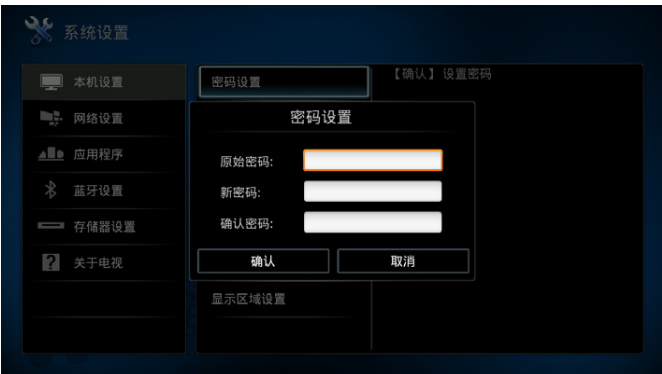 系统设置
本机设置
网络设置
应用程序
蓝牙设置
存储器设置
关于电视
密码设置
【确认】设置密码
密码设置
原始密码:
新密码:
确认密码:
确认
取消
显示区域设置